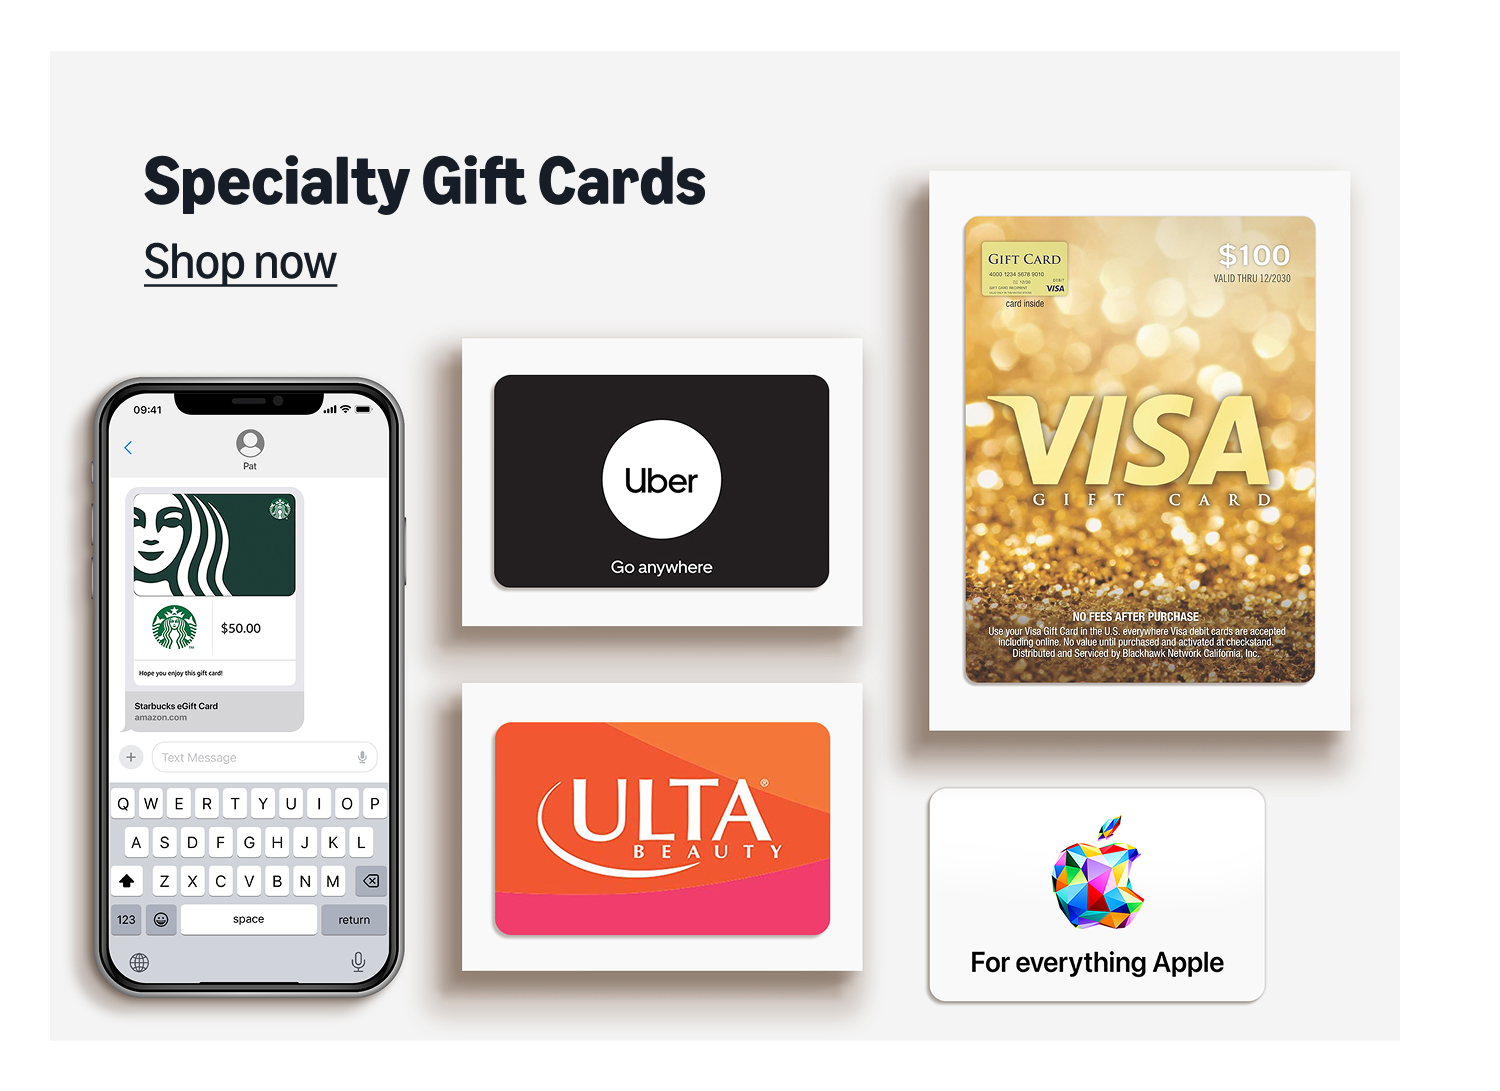 Specialty Gift Cards
Shop now
09:41
Pat
$50.00
Hope you enjoy this gift card!
Starbucks eGift Card
amazon.com
Text Message
Q W E R T Y U I O P
A S D F G H J K L
Z X C V B N M
123 space return
Uber
Go anywhere
ULTA®
BEAUTY
GIFT CARD
4000 1234 5678 9010
DEBIT
GIFT CARD RECIPIENT
VISA
card inside
$100
VALID THRU 12/2030
VISA
GIFT CARD
NO FEES AFTER PURCHASE
Use your Visa Gift Card in the U.S. everywhere Visa debit cards are accepted
including online. No value until purchased and activated at checkstand.
Distributed and Serviced by Blackhawk Network California, Inc.
For everything Apple